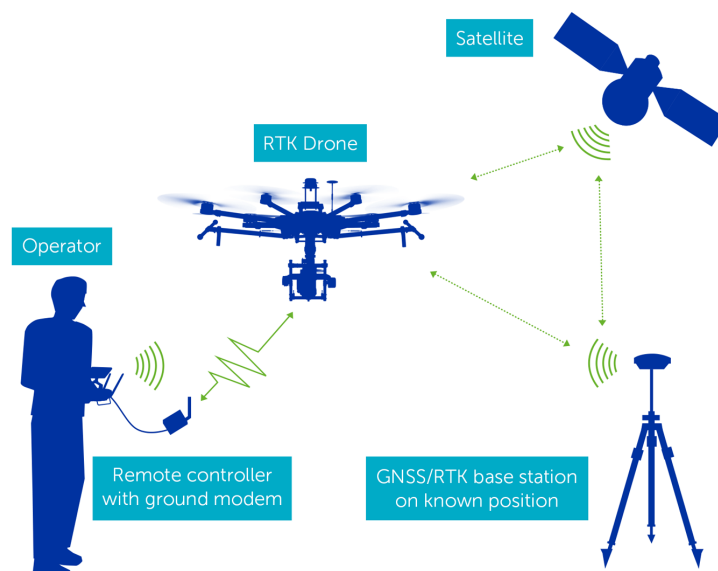 Satellite
RTK Drone
Operator
Remote controller
with ground modem
GNSS/RTK base station
on known position